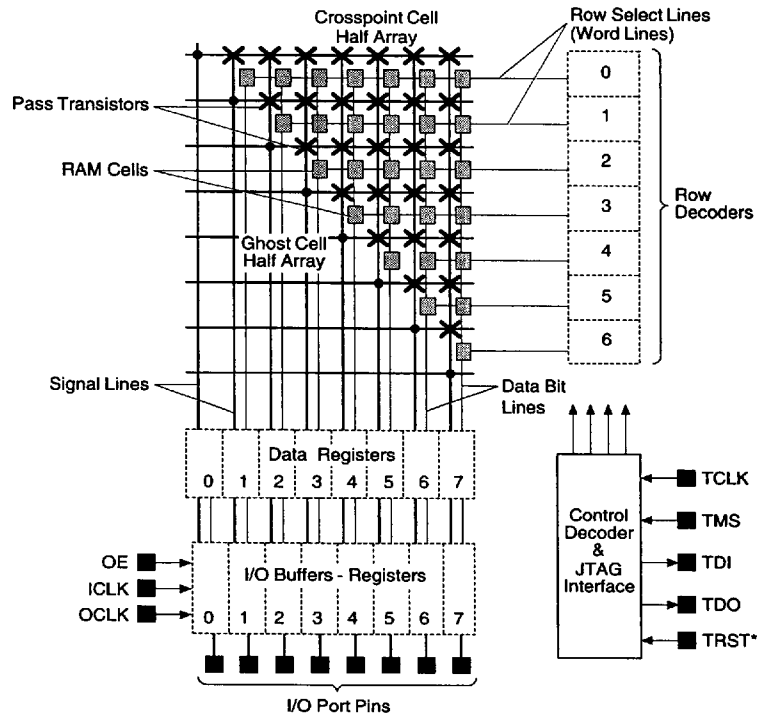 Crosspoint Cell
Half Array
Row Select Lines
(Word Lines)
0
Pass Transistors
1
RAM Cells
2
3
Row
Decoders
Ghost Cell
Half Array
4
5
6
Signal Lines
Data Bit
Lines
Data Registers
0 1 2 3 4 5 6 7
Control
Decoder
&
JTAG
Interface
TCLK
TMS
TDI
TDO
TRST*
OE
ICLK
OCLK
I/O Buffers - Registers
0 1 2 3 4 5 6 7
I/O Port Pins